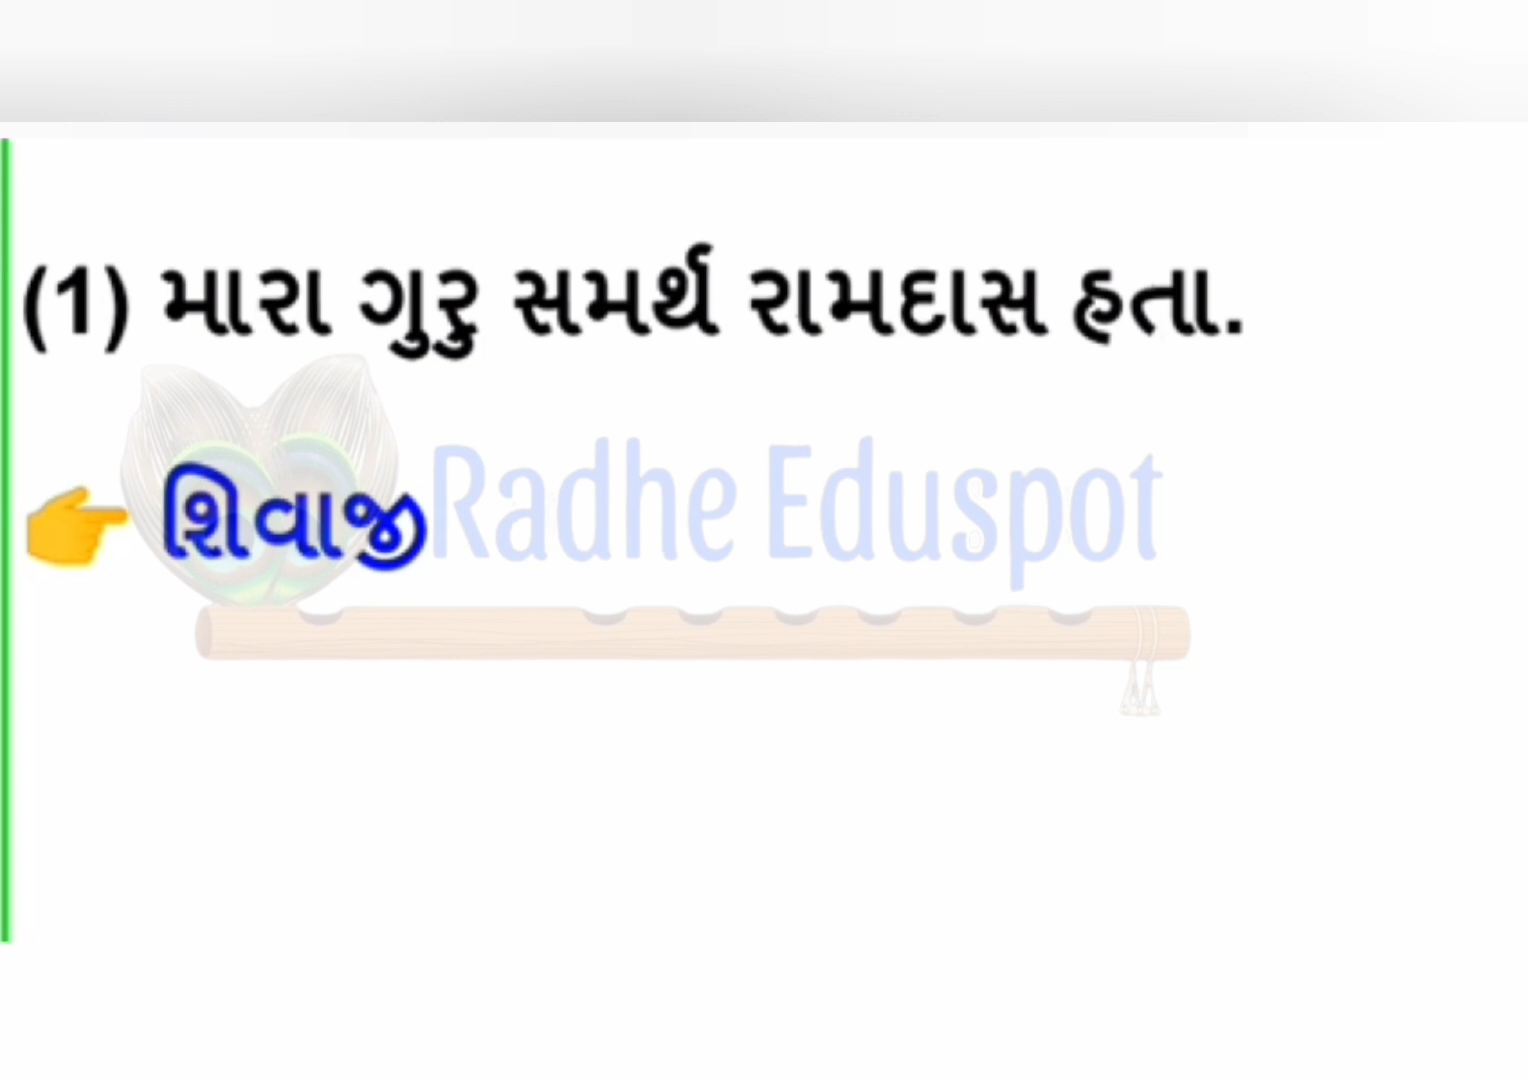 (1) મારા ગુરુ સમર્થ રામદાસ હતા.
👉 શિવાજી
Radhe Eduspot